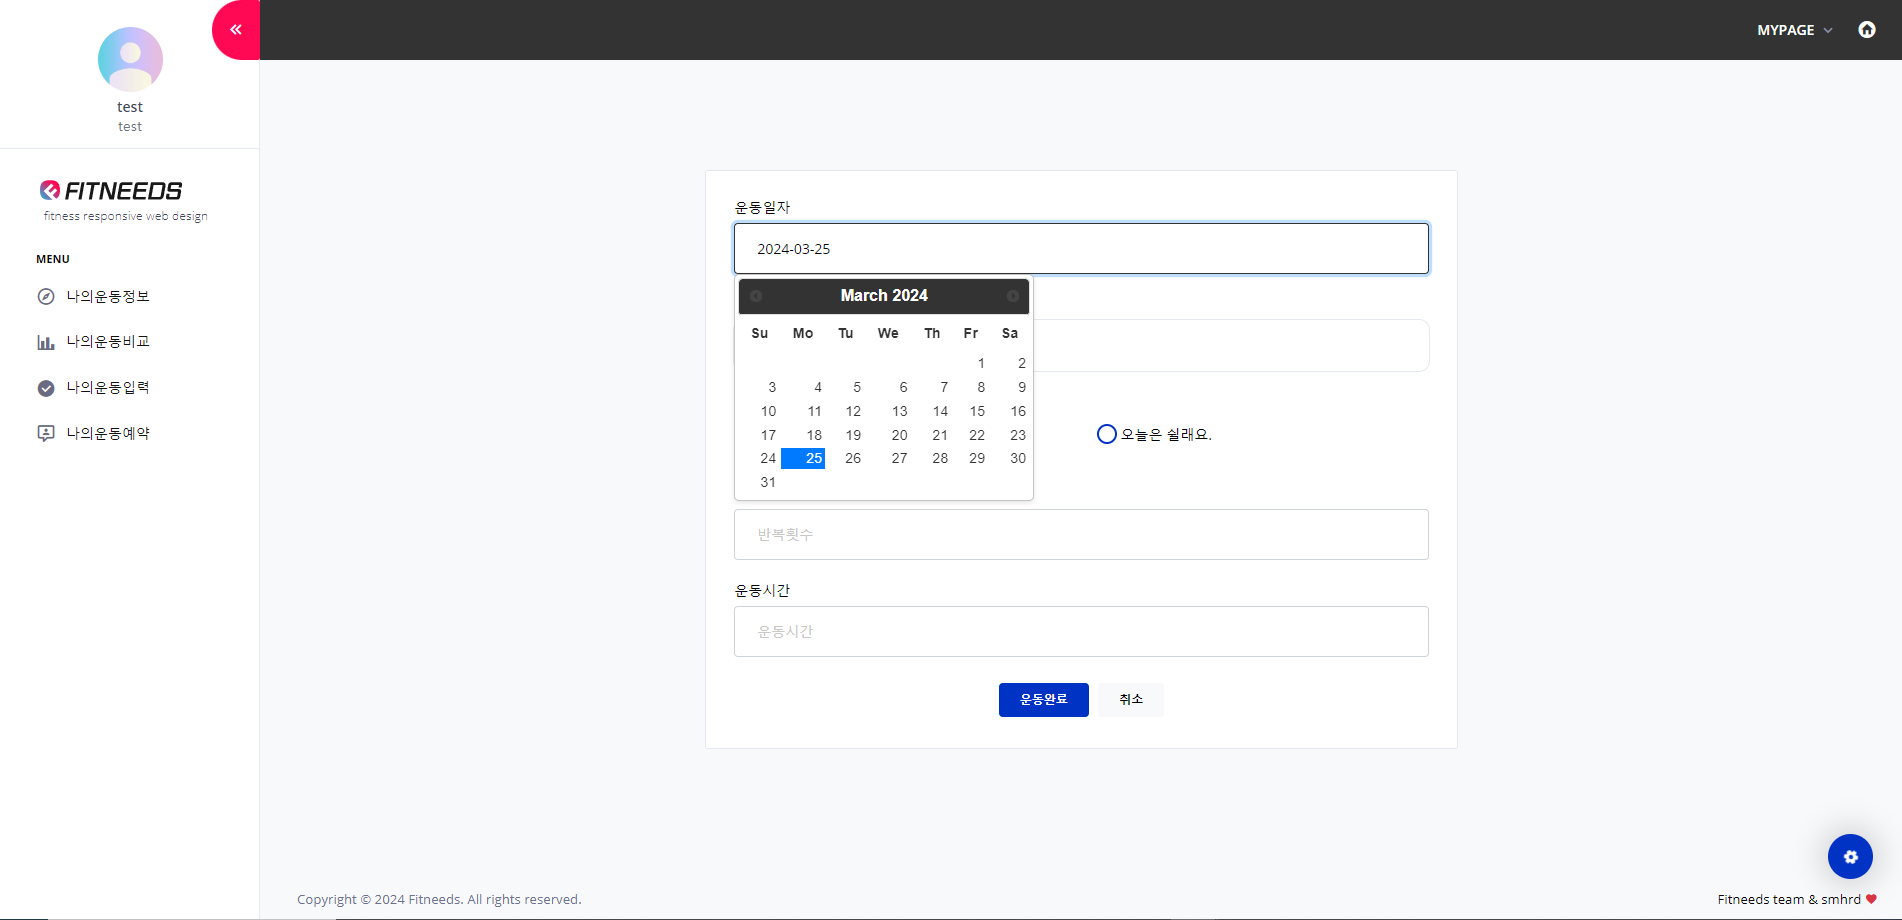 MYPAGE
test
test
FITNEEDS
fitness responsive web design
MENU
나의운동정보
나의운동비교
나의운동입력
나의운동예약
운동일자
2024-03-25
March 2024
Su Mo Tu We Th Fr Sa
1 2
3 4 5 6 7 8 9
10 11 12 13 14 15 16
17 18 19 20 21 22 23
24 25 26 27 28 29 30
31
오늘은 쉴래요.
반복횟수
운동시간
운동시간
운동완료 취소
Copyright © 2024 Fitneeds. All rights reserved.
Fitneeds team & smhrd